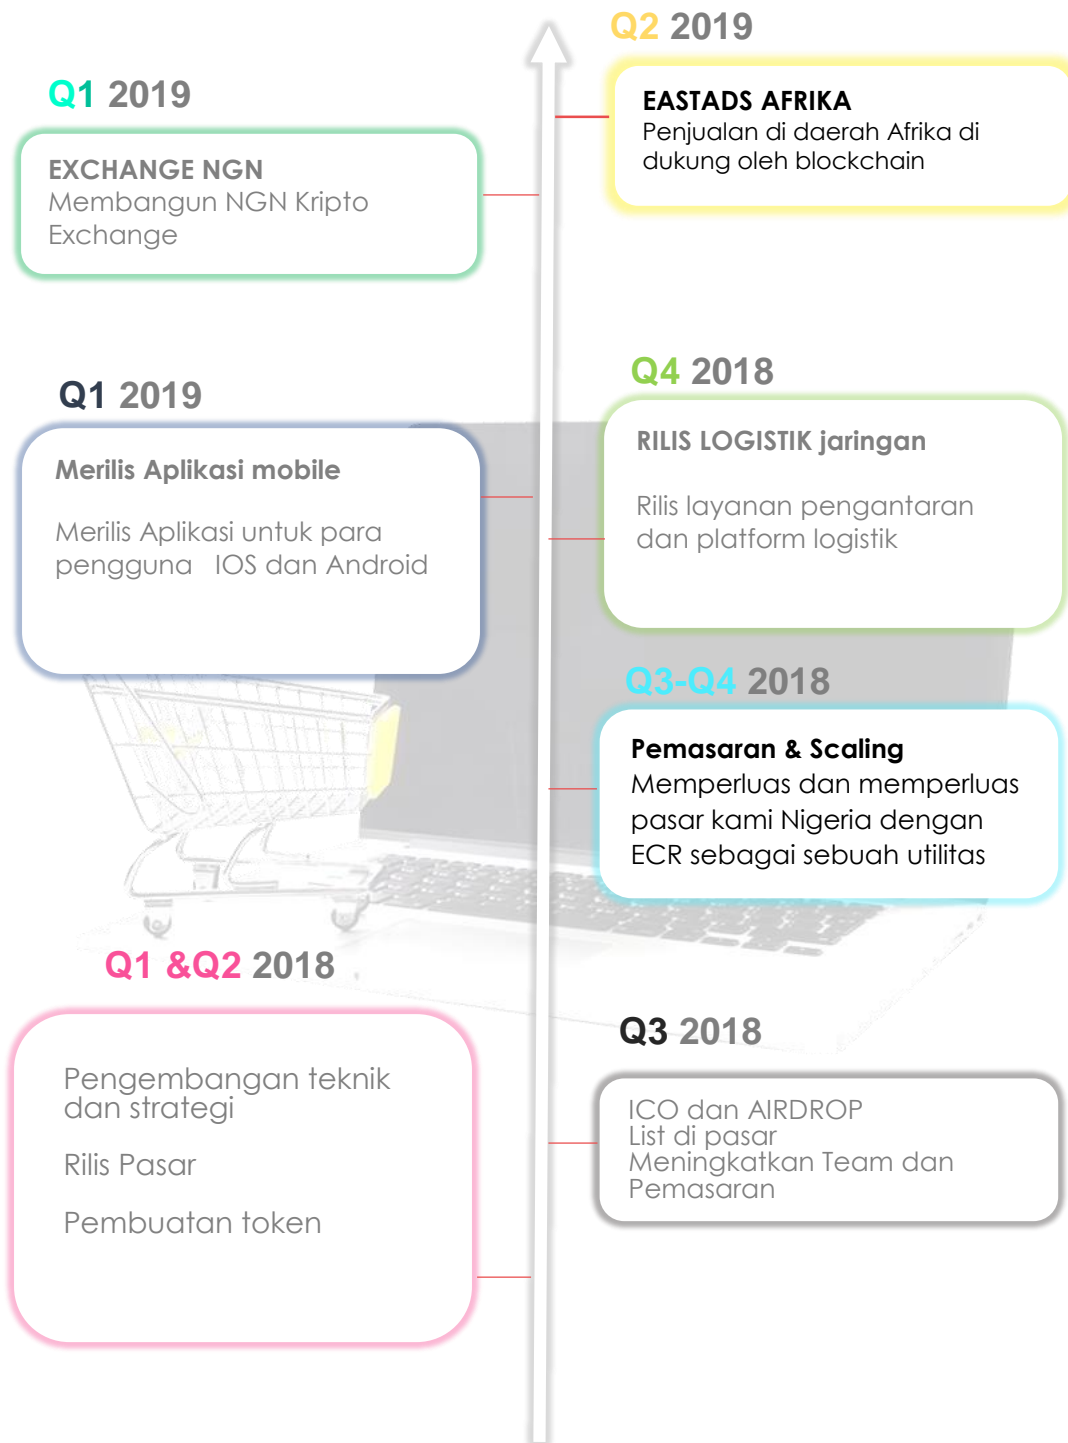 Q2 2019
EASTADS AFRIKA
Penjualan di daerah Afrika di
dukung oleh blockchain
Q1 2019
EXCHANGE NGN
Membangun NGN Kripto
Exchange
Q4 2018
RILIS LOGISTIK jaringan
Rilis layanan pengantaran
dan platform logistik
Q1 2019
Merilis Aplikasi mobile
Merilis Aplikasi untuk para
pengguna IOS dan Android
Q3-Q4 2018
Pemasaran & Scaling
Memperluas dan memperluas
pasar kami Nigeria dengan
ECR sebagai sebuah utilitas
Q1 &Q2 2018
Pengembangan teknik
dan strategi
Rilis Pasar
Pembuatan token
Q3 2018
ICO dan AIRDROP
List di pasar
Meningkatkan Team dan
Pemasaran